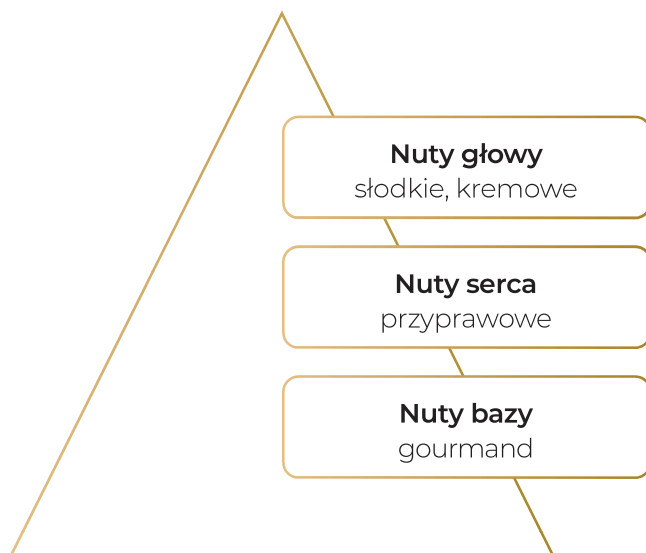 Nuty głowy
słodkie, kremowe
Nuty serca
przyprawowe
Nuty bazy
gourmand